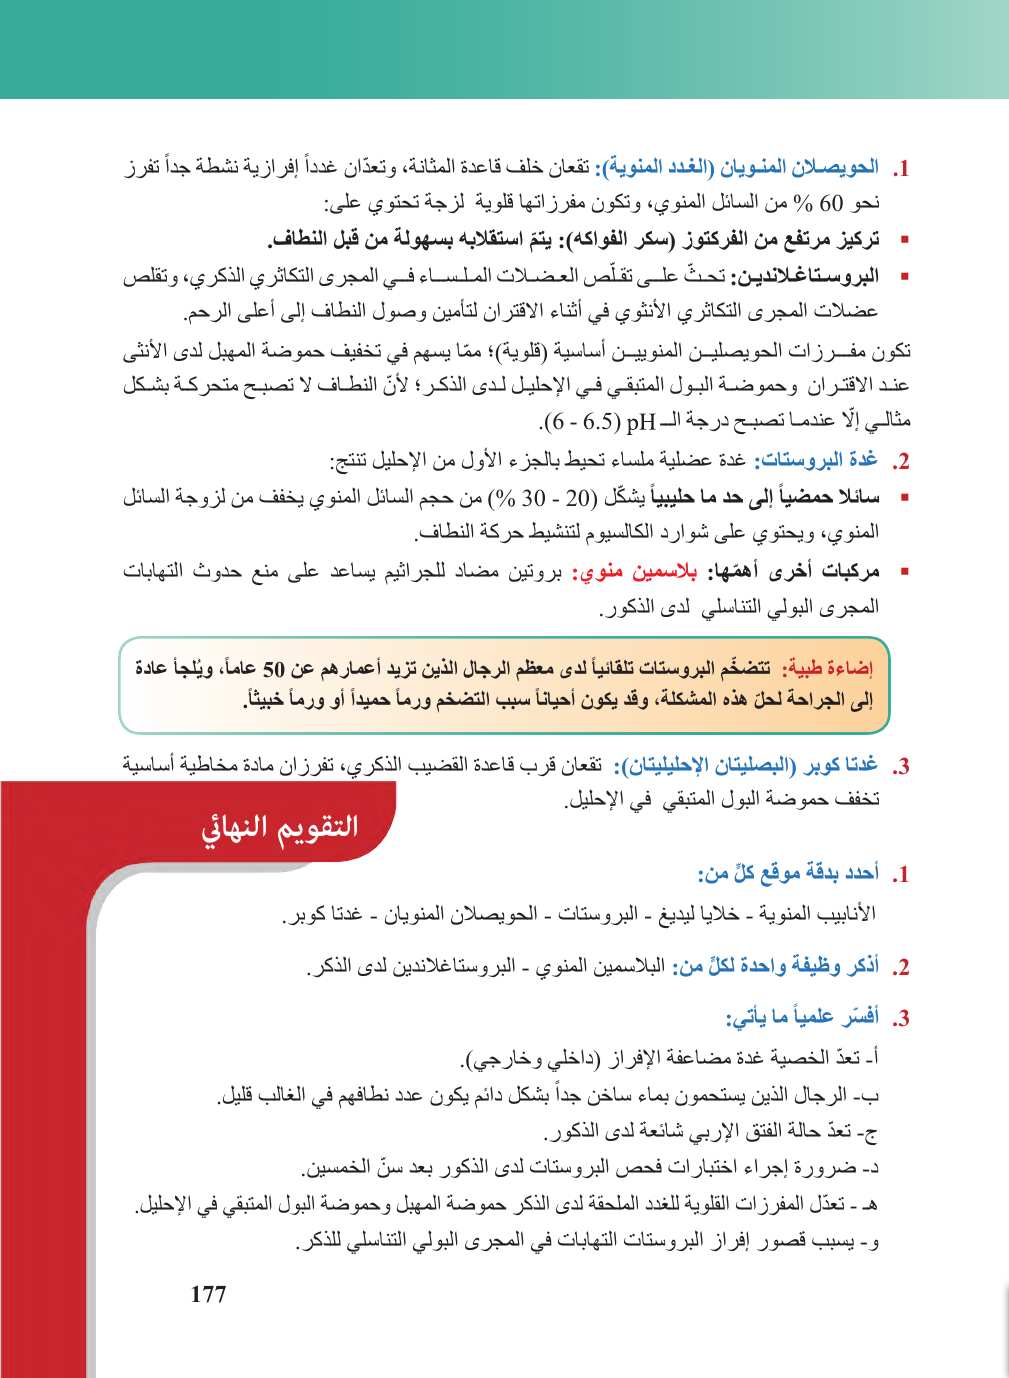 1. الحويصلان المنويان (الغدد المنوية): تقعان خلف قاعدة المثانة، وتعدّان غدداً إفرازية نشطة جداً تفرز
نحو 60 % من السائل المنوي، وتكون مفرزاتها قلوية لزجة تحتوي على:
▪ تركيز مرتفع من الفركتوز (سكر الفواكه): يتمّ استقلابه بسهولة من قبل النطاف.
▪ البروستاغلاندين: تحثّ على تقلّص العضلات الملساء في المجرى التكاثري الذكري، وتقلص
عضلات المجرى التكاثري الأنثوي في أثناء الاقتران لتأمين وصول النطاف إلى أعلى الرحم.
تكون مفرزات الحويصلين المنويين أساسية (قلوية)؛ ممّا يسهم في تخفيف حموضة المهبل لدى الأنثى
عند الاقتران وحموضة البول المتبقي في الإحليل لدى الذكر؛ لأنّ النطاف لا تصبح متحركة بشكل
مثالي إلّا عندما تصبح درجة الـ pH (6 - 6.5).
2. غدة البروستات: غدة عضلية ملساء تحيط بالجزء الأول من الإحليل تنتج:
▪ سائلا حمضياً إلى حد ما حليبياً يشكّل (20 - 30 %) من حجم السائل المنوي يخفف من لزوجة السائل
المنوي، ويحتوي على شوارد الكالسيوم لتنشيط حركة النطاف.
▪ مركبات أخرى أهمّها: بلاسمين منوي: بروتين مضاد للجراثيم يساعد على منع حدوث التهابات
المجرى البولي التناسلي لدى الذكور.
إضاءة طبية: تتضخّم البروستات تلقائياً لدى معظم الرجال الذين تزيد أعمارهم عن 50 عاماً، ويُلجأ عادة
إلى الجراحة لحلّ هذه المشكلة، وقد يكون أحياناً سبب التضخم ورماً حميداً أو ورماً خبيثاً.
3. غدتا كوبر (البصليتان الإحليليتان): تقعان قرب قاعدة القضيب الذكري، تفرزان مادة مخاطية أساسية
تخفف حموضة البول المتبقي في الإحليل.
التقويم النهائي
1. أحدد بدقة موقع كلٍّ من:
الأنابيب المنوية - خلايا ليديغ - البروستات - الحويصلان المنويان - غدتا كوبر.
2. أذكر وظيفة واحدة لكلٍّ من: البلاسمين المنوي - البروستاغلاندين لدى الذكر.
3. أفسّر علمياً ما يأتي:
أ- تعدّ الخصية غدة مضاعفة الإفراز (داخلي وخارجي).
ب- الرجال الذين يستحمون بماء ساخن جداً بشكل دائم يكون عدد نطافهم في الغالب قليل.
ج- تعدّ حالة الفتق الإربي شائعة لدى الذكور.
د- ضرورة إجراء اختبارات فحص البروستات لدى الذكور بعد سنّ الخمسين.
هـ - تعدّل المفرزات القلوية للغدد الملحقة لدى الذكر حموضة المهبل وحموضة البول المتبقي في الإحليل.
و- يسبب قصور إفراز البروستات التهابات في المجرى البولي التناسلي للذكر.
177